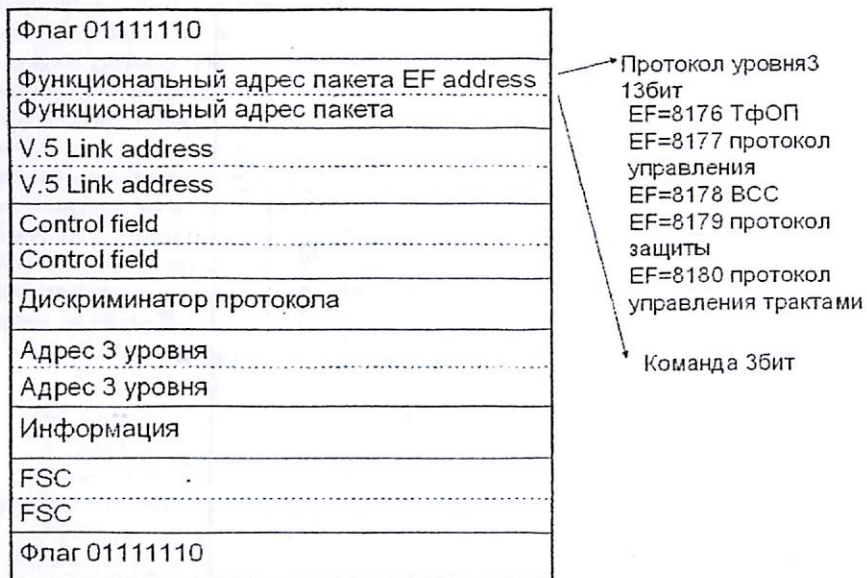 Флаг 01111110
Функциональный адрес пакета EF address
Функциональный адрес пакета
V.5 Link address
V.5 Link address
Control field
Control field
Дискриминатор протокола
Адрес 3 уровня
Адрес 3 уровня
Информация
FSC
FSC
Флаг 01111110
Протокол уровня3
13бит
EF=8176 ТфОП
EF=8177 протокол
управления
EF=8178 BCC
EF=8179 протокол
защиты
EF=8180 протокол
управления трактами
Команда 3бит